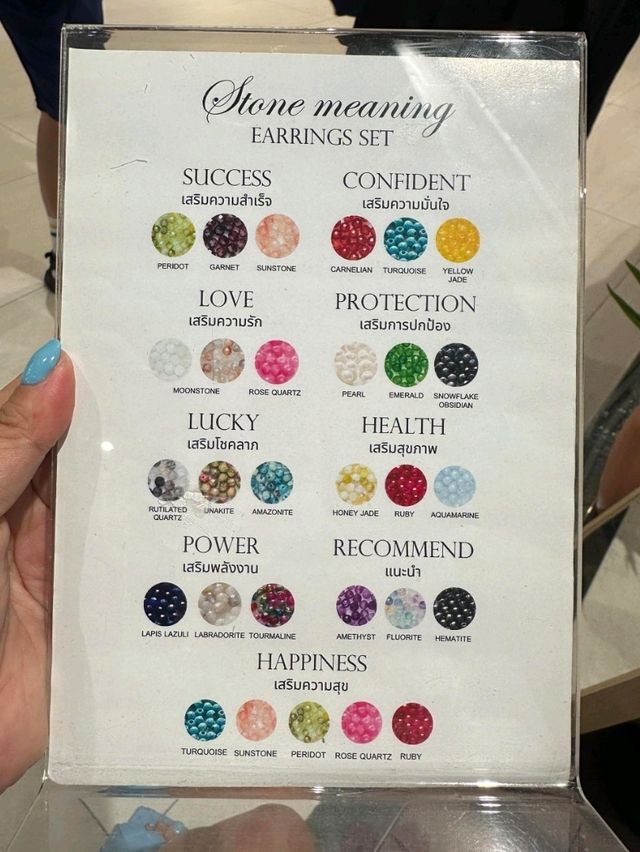 Stone meaning
EARRINGS SET
SUCCESS
เสริมความสำเร็จ
PERIDOT GARNET SUNSTONE
CONFIDENT
เสริมความมั่นใจ
CARNELIAN TURQUOISE YELLOW
JADE
LOVE
เสริมความรัก
MOONSTONE ROSE QUARTZ
PROTECTION
เสริมการปกป้อง
PEARL EMERALD SNOWFLAKE
OBSIDIAN
LUCKY
เสริมโชคลาภ
RUTILATED UNAKITE AMAZONITE
QUARTZ
HEALTH
เสริมสุขภาพ
HONEY JADE RUBY AQUAMARINE
POWER
เสริมพลังงาน
LAPIS LAZULI LABRADORITE TOURMALINE
RECOMMEND
แนะนำ
AMETHYST FLUORITE HEMATITE
HAPPINESS
เสริมความสุข
TURQUOISE SUNSTONE PERIDOT ROSE QUARTZ RUBY